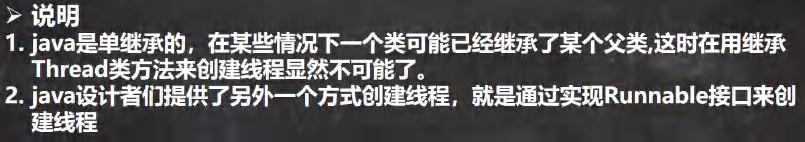 ➢ 说明
1. java是单继承的，在某些情况下一个类可能已经继承了某个父类,这时在用继承
Thread类方法来创建线程显然不可能了。
2. java设计者们提供了另外一个方式创建线程，就是通过实现Runnable接口来创
建线程